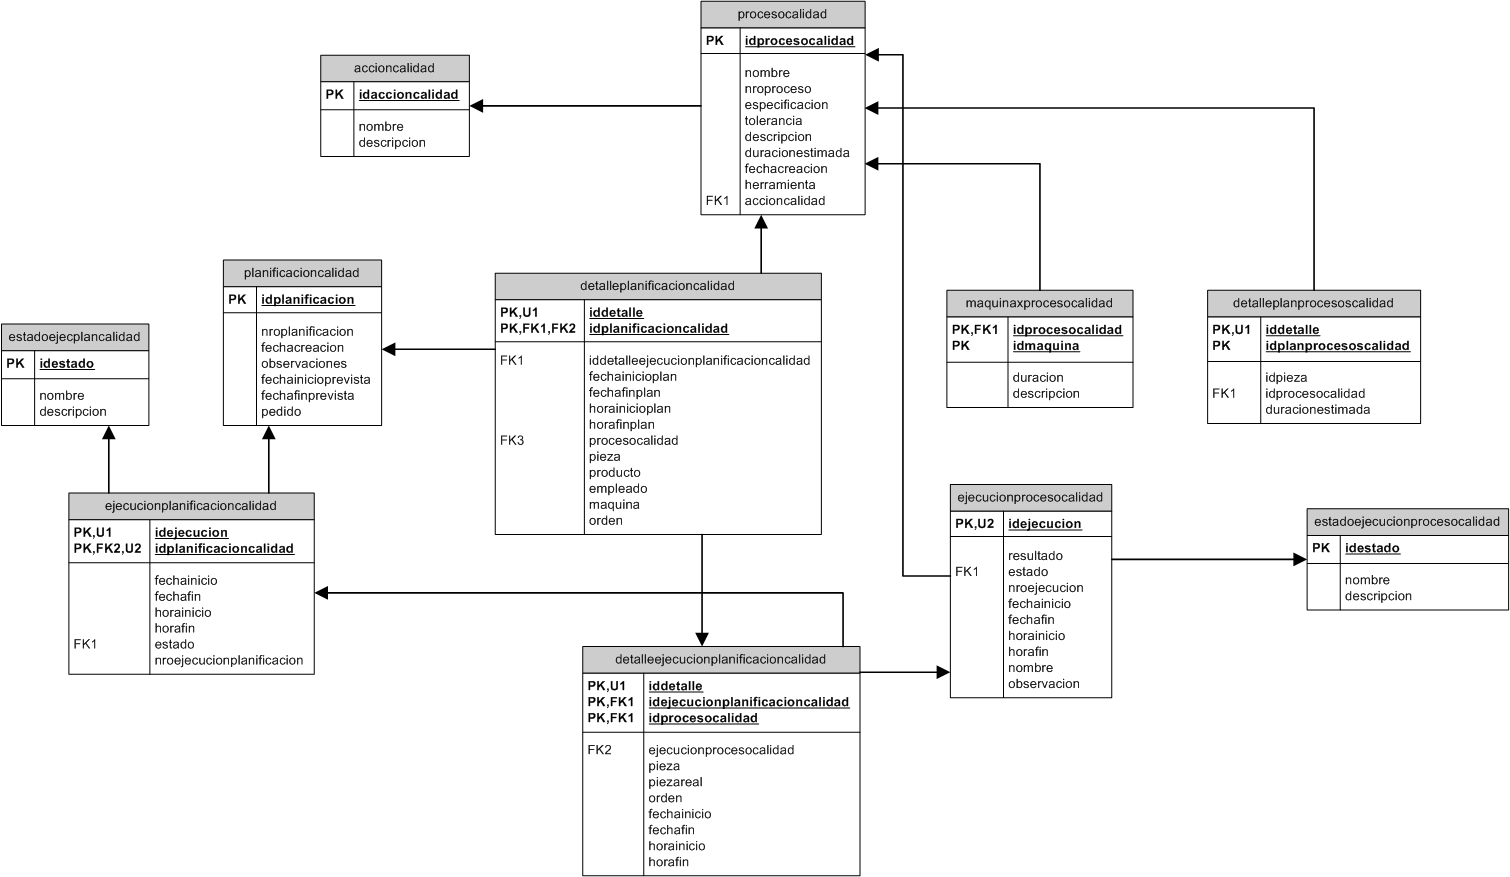 procesocalidad
PK idprocesocalidad
nombre
nroproceso
especificacion
tolerancia
descripcion
duracionestimada
fechacreacion
herramienta
FK1 accioncalidad
accioncalidad
PK idaccioncalidad
nombre
descripcion
planificacioncalidad
PK idplanificacion
nroplanificacion
fechacreacion
observaciones
fechainicioprevista
fechafinprevista
pedido
detalleplanificacioncalidad
PK,U1 iddetalle
PK,FK1,FK2 idplanificacioncalidad
FK1 iddetalleejecucionplanificacioncalidad
fechainicioplan
fechafinplan
horainicioplan
horafinplan
FK3 procesocalidad
pieza
producto
empleado
maquina
orden
maquinaxprocesocalidad
PK,FK1 idprocesocalidad
PK idmaquina
duracion
descripcion
detalleplanprocesoscalidad
PK,U1 iddetalle
PK idplanprocesoscalidad
idpieza
FK1 idprocesocalidad
duracionestimada
estadoejecplancalidad
PK idestado
nombre
descripcion
ejecucionplanificacioncalidad
PK,U1 idejecucion
PK,FK2,U2 idplanificacioncalidad
fechainicio
fechafin
horainicio
horafin
FK1 estado
nroejecucionplanificacion
ejecucionprocesocalidad
PK,U2 idejecucion
resultado
FK1 estado
nroejecucion
fechainicio
fechafin
horainicio
horafin
nombre
observacion
estadoejecucionprocesocalidad
PK idestado
nombre
descripcion
detalleejecucionplanificacioncalidad
PK,U1 iddetalle
PK,FK1 idejecucionplanificacioncalidad
PK,FK1 idprocesocalidad
FK2 ejecucionprocesocalidad
pieza
piezareal
orden
fechainicio
fechafin
horainicio
horafin